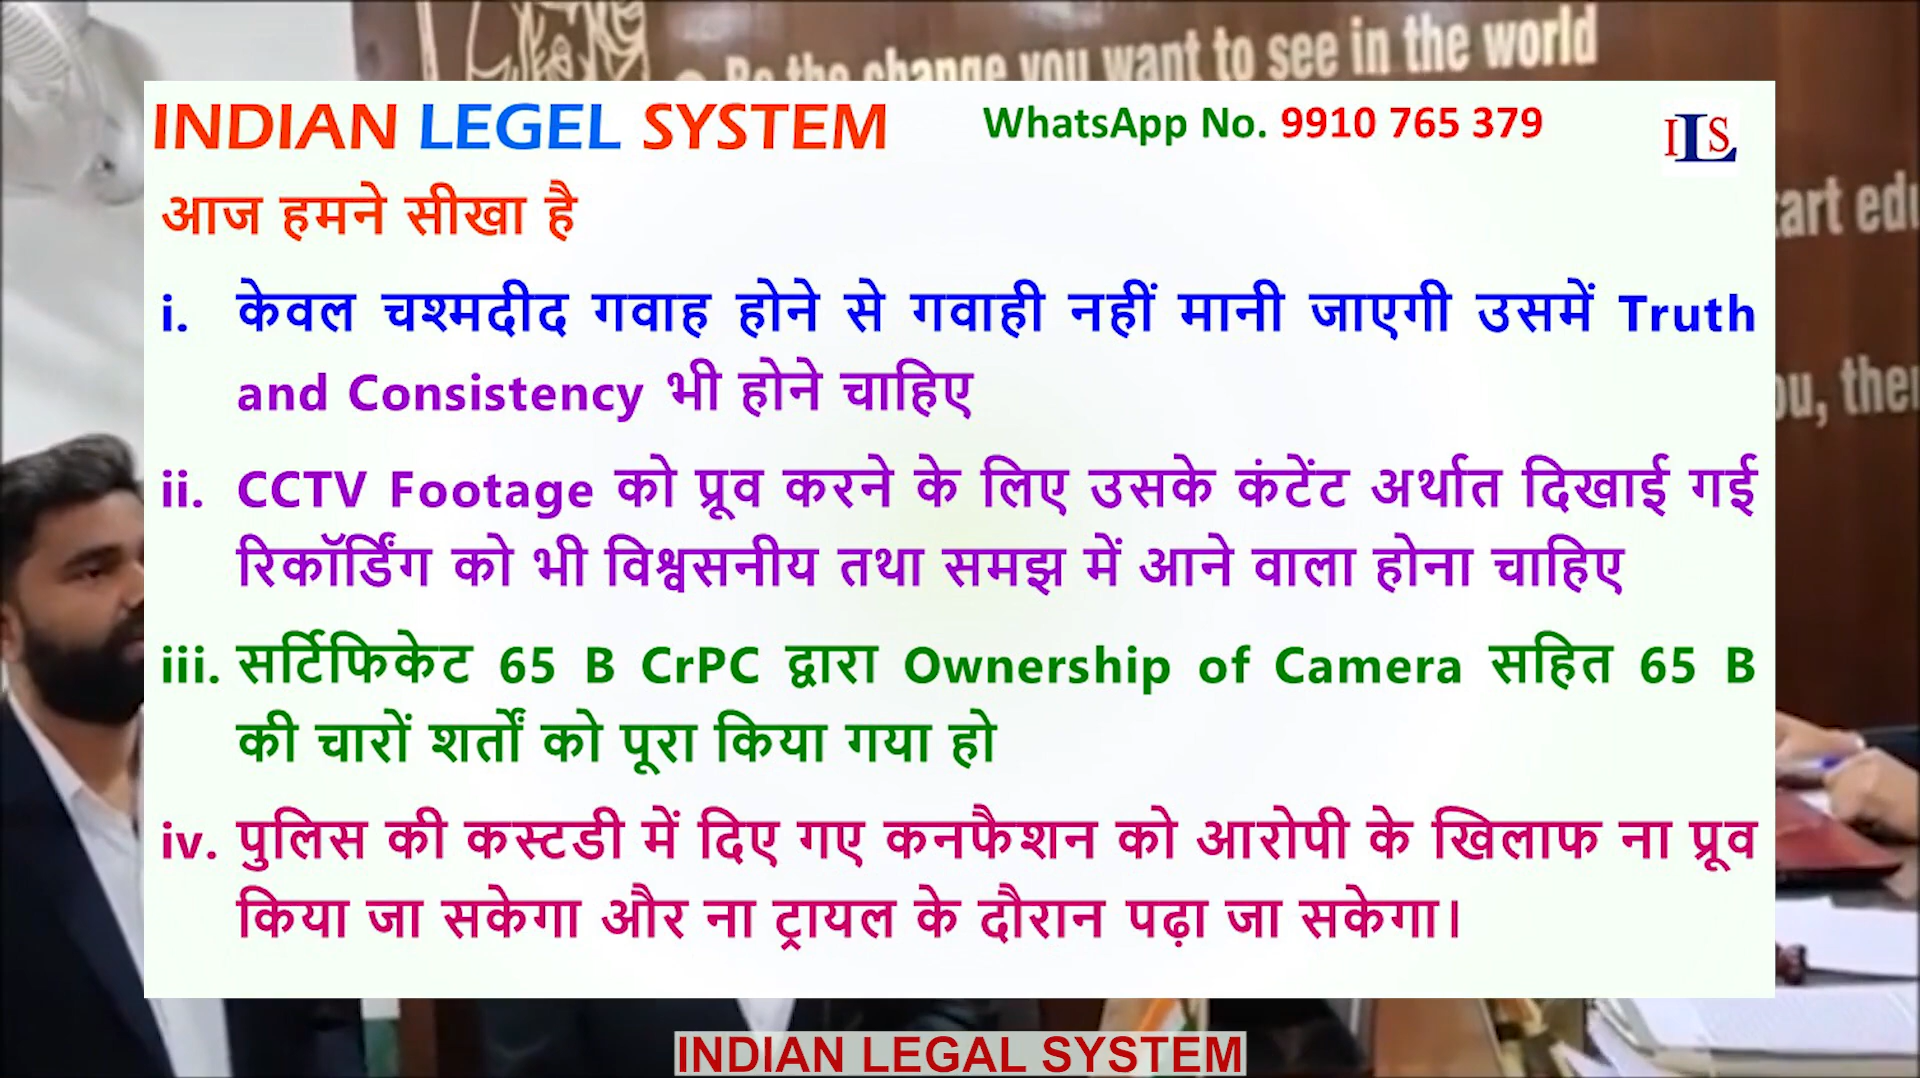 Be the change you want to see in the world
INDIAN LEGEL SYSTEM
WhatsApp No. 9910 765 379
ILS
आज हमने सीखा है
i. केवल चश्मदीद गवाह होने से गवाही नहीं मानी जाएगी उसमें Truth
and Consistency भी होने चाहिए
ii. CCTV Footage को प्रूव करने के लिए उसके कंटेंट अर्थात दिखाई गई
रिकॉर्डिंग को भी विश्वसनीय तथा समझ में आने वाला होना चाहिए
iii. सर्टिफिकेट 65 B CrPC द्वारा Ownership of Camera सहित 65 B
की चारों शर्तों को पूरा किया गया हो
iv. पुलिस की कस्टडी में दिए गए कनफैशन को आरोपी के खिलाफ ना प्रूव
किया जा सकेगा और ना ट्रायल के दौरान पढ़ा जा सकेगा।
INDIAN LEGAL SYSTEM